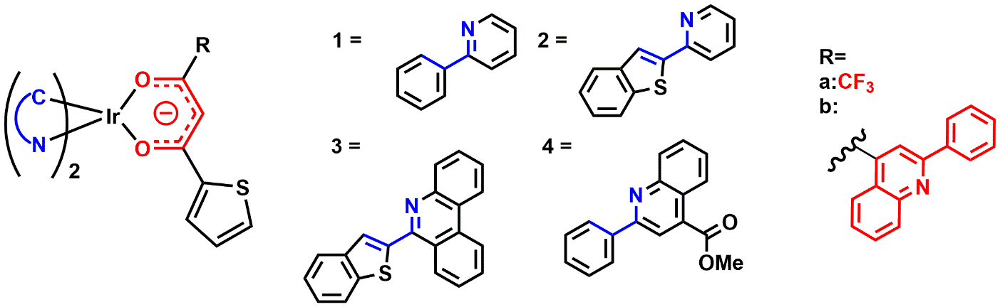 1 =
N
2 =
N
S
R
R=
a:CF3
b:
C
N
2
Ir
O
O
−
S
3 =
N
S
4 =
N
O
OMe
N